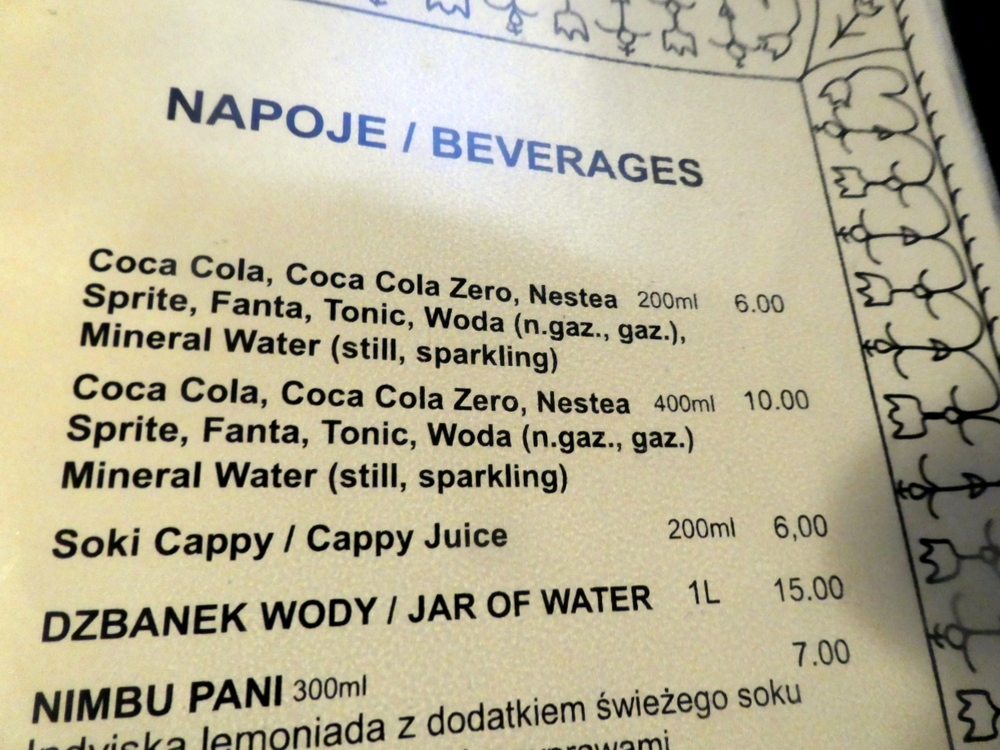 NAPOJE / BEVERAGES
Coca Cola, Coca Cola Zero, Nestea 200ml 6.00
Sprite, Fanta, Tonic, Woda (n.gaz., gaz.),
Mineral Water (still, sparkling)
Coca Cola, Coca Cola Zero, Nestea 400ml 10.00
Sprite, Fanta, Tonic, Woda (n.gaz., gaz.)
Mineral Water (still, sparkling)
Soki Cappy / Cappy Juice 200ml 6,00
DZBANEK WODY / JAR OF WATER 1L 15.00
NIMBU PANI 300ml 7.00
Indyjska lemoniada z dodatkiem świeżego soku